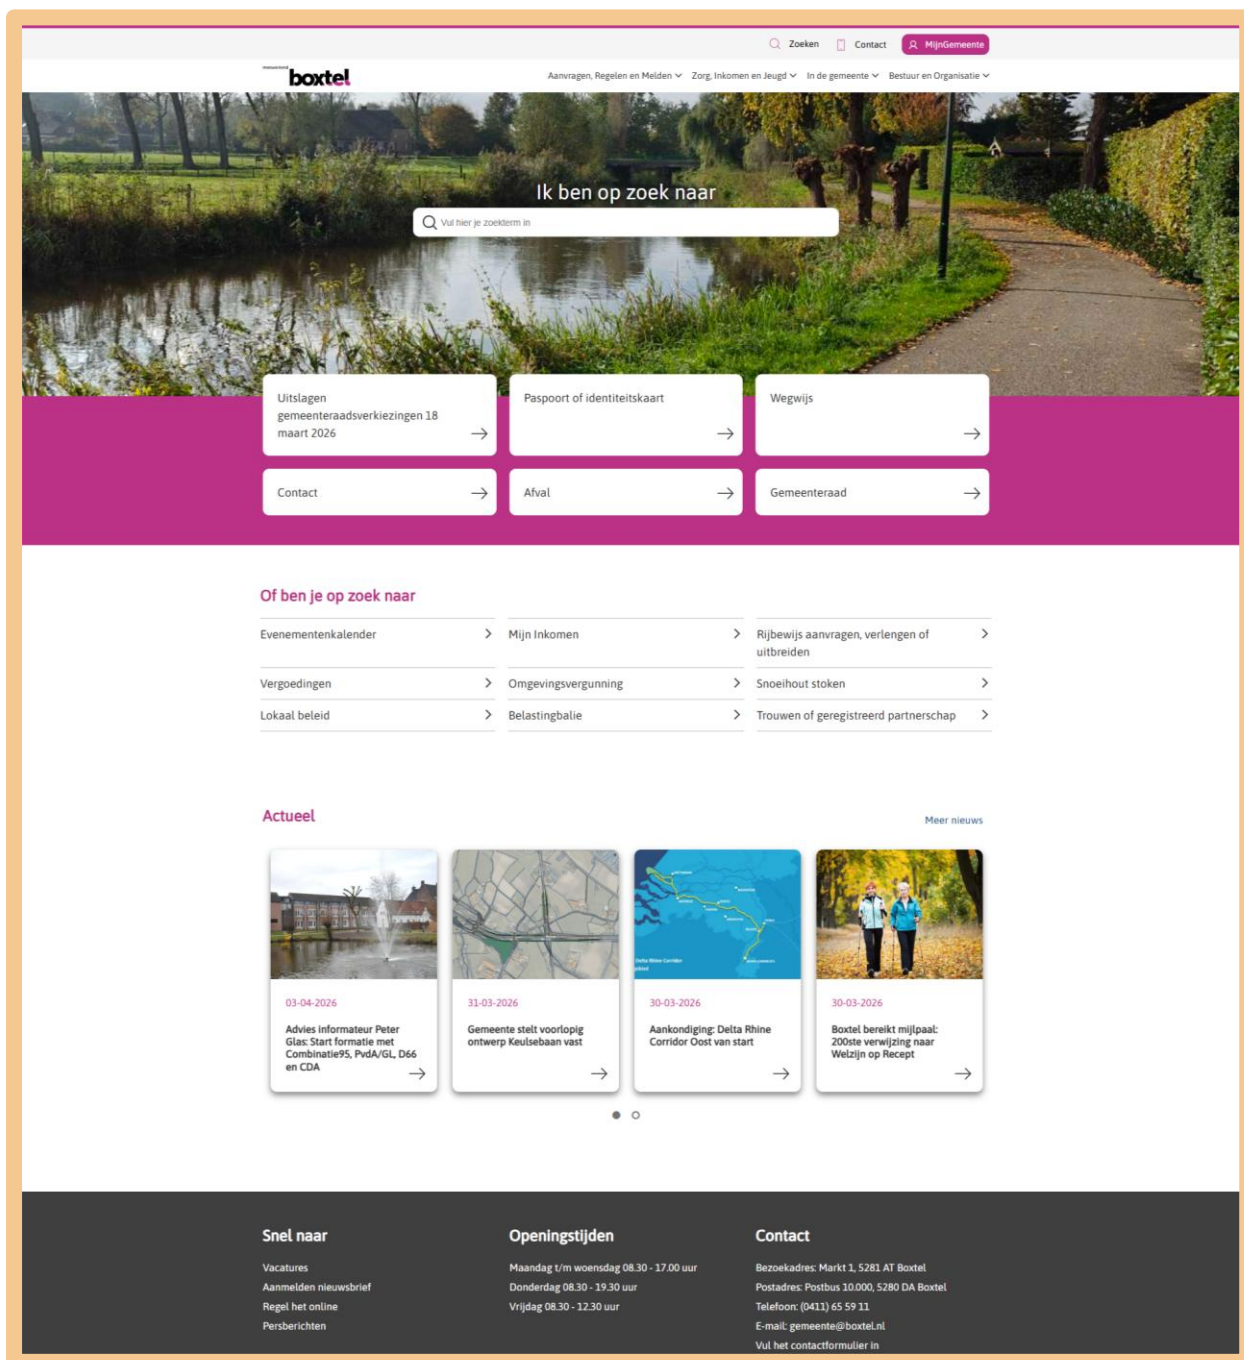 Zoeken
Contact
MijnGemeente
boxtel
Aanvragen, Regelen en Melden
Zorg, Inkomen en Jeugd
In de gemeente
Bestuur en Organisatie
Ik ben op zoek naar
Vul hier je zoekterm in
Uitslagen
gemeenteraadsverkiezingen 18
maart 2026
Paspoort of identiteitskaart
Wegwijs
Contact
Afval
Gemeenteraad
Of ben je op zoek naar
Evenementenkalender
Mijn Inkomen
Rijbewijs aanvragen, verlengen of
uitbreiden
Vergoedingen
Omgevingsvergunning
Snoeihout stoken
Lokaal beleid
Belastingbalie
Trouwen of geregistreerd partnerschap
Actueel
Meer nieuws
Delta Rhine Corridor
03-04-2026
Advies informateur Peter
Glas: Start formatie met
Combinatie95, PvdA/GL, D66
en CDA
31-03-2026
Gemeente stelt voorlopig
ontwerp Keulsebaan vast
30-03-2026
Aankondiging: Delta Rhine
Corridor Oost van start
30-03-2026
Boxtel bereikt mijlpaal:
200ste verwijzing naar
Welzijn op Recept
Snel naar
Vacatures
Aanmelden nieuwsbrief
Regel het online
Persberichten
Openingstijden
Maandag t/m woensdag 08.30 - 17.00 uur
Donderdag 08.30 - 19.30 uur
Vrijdag 08.30 - 12.30 uur
Contact
Bezoekadres: Markt 1, 5281 AT Boxtel
Postadres: Postbus 10.000, 5280 DA Boxtel
Telefoon: (0411) 65 59 11
E-mail: gemeente@boxtel.nl
Vul het contactformulier in